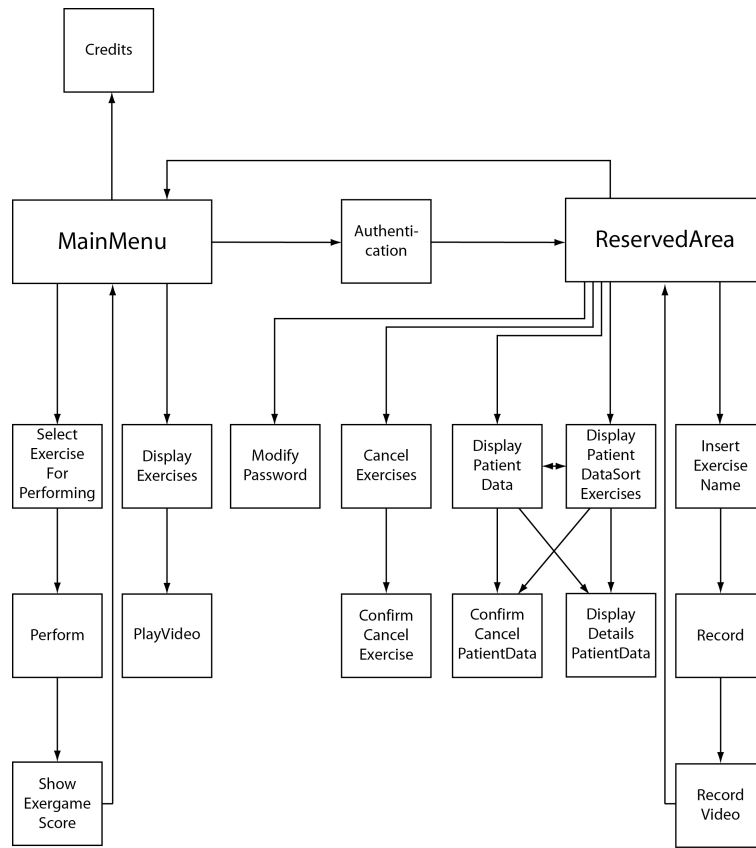 Credits
MainMenu
Authenti-
cation
ReservedArea
Select
Exercise
For
Performing
Display
Exercises
Modify
Password
Cancel
Exercises
Display
Patient
Data
Display
Patient
DataSort
Exercises
Insert
Exercise
Name
Perform
PlayVideo
Confirm
Cancel
Exercise
Confirm
Cancel
PatientData
Display
Details
PatientData
Record
Show
Exergame
Score
Record
Video